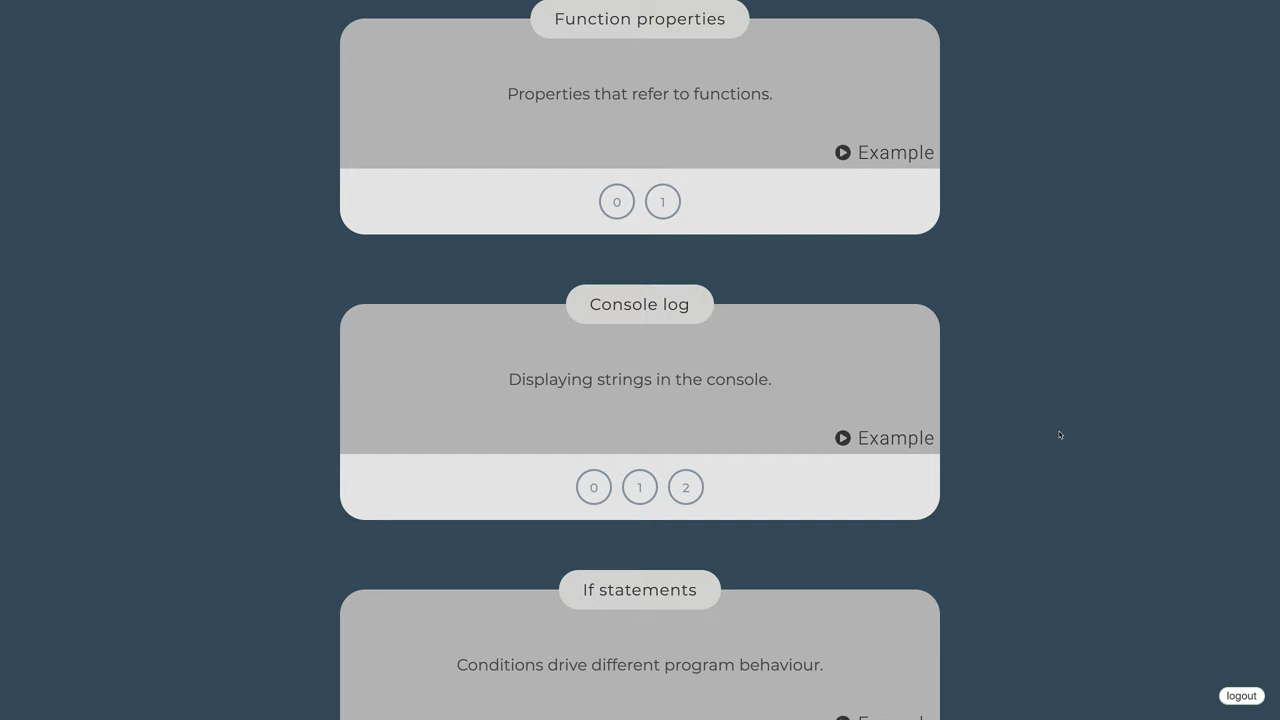 Function properties
Properties that refer to functions.
Example
0 1
Console log
Displaying strings in the console.
Example
0 1 2
If statements
Conditions drive different program behaviour.
logout